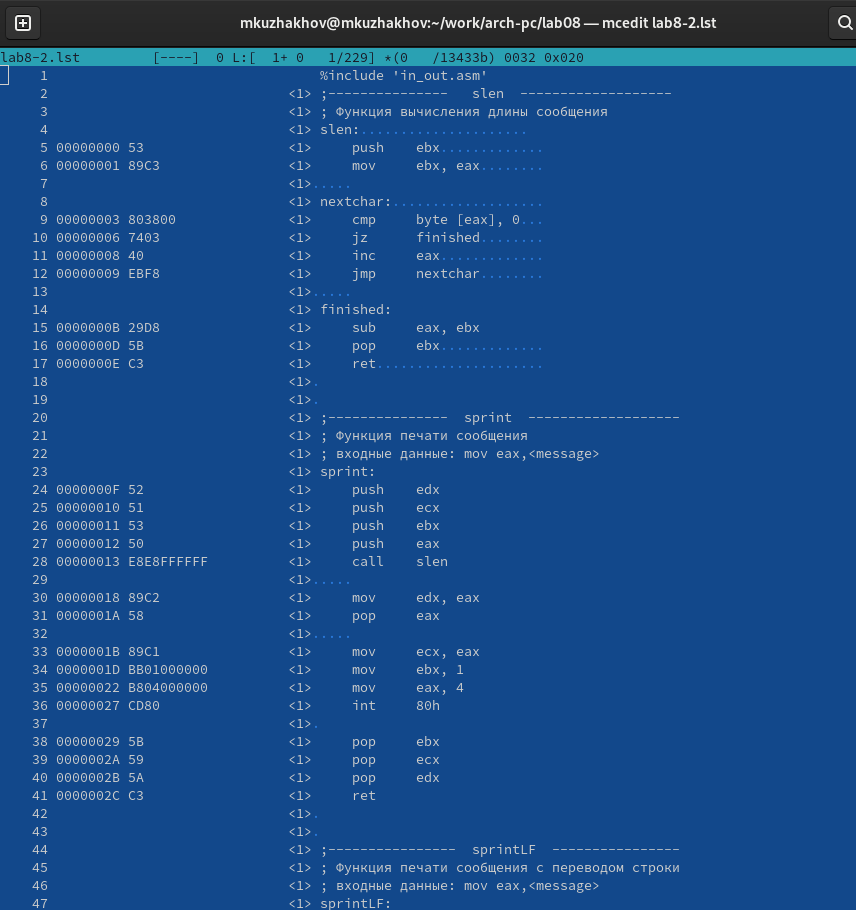 mkuzhakhov@mkuzhakhov:~/work/arch-pc/lab08 — mcedit lab8-2.lst
lab8-2.lst         [----]  0 L:[  1+ 0   1/229] *(0   /13433b) 0032 0x020
     1                                  %include 'in_out.asm'
     2                              <1> ;---------------   slen  -------------------
     3                              <1> ; Функция вычисления длины сообщения
     4                              <1> slen:.....................
     5 00000000 53                  <1>     push    ebx.............
     6 00000001 89C3                <1>     mov     ebx, eax........
     7                              <1>.....
     8                              <1> nextchar:...................
     9 00000003 803800              <1>     cmp     byte [eax], 0...
    10 00000006 7403                <1>     jz      finished........
    11 00000008 40                  <1>     inc     eax.............
    12 00000009 EBF8                <1>     jmp     nextchar........
    13                              <1>.....
    14                              <1> finished:
    15 0000000B 29D8                <1>     sub     eax, ebx
    16 0000000D 5B                  <1>     pop     ebx.............
    17 0000000E C3                  <1>     ret.....................
    18                              <1>.
    19                              <1>.
    20                              <1> ;---------------  sprint  -------------------
    21                              <1> ; Функция печати сообщения
    22                              <1> ; входные данные: mov eax,<message>
    23                              <1> sprint:
    24 0000000F 52                  <1>     push    edx
    25 00000010 51                  <1>     push    ecx
    26 00000011 53                  <1>     push    ebx
    27 00000012 50                  <1>     push    eax
    28 00000013 E8E8FFFFFF          <1>     call    slen
    29                              <1>.....
    30 00000018 89C2                <1>     mov     edx, eax
    31 0000001A 58                  <1>     pop     eax
    32                              <1>.....
    33 0000001B 89C1                <1>     mov     ecx, eax
    34 0000001D BB01000000          <1>     mov     ebx, 1
    35 00000022 B804000000          <1>     mov     eax, 4
    36 00000027 CD80                <1>     int     80h
    37                              <1>.
    38 00000029 5B                  <1>     pop     ebx
    39 0000002A 59                  <1>     pop     ecx
    40 0000002B 5A                  <1>     pop     edx
    41 0000002C C3                  <1>     ret
    42                              <1>.
    43                              <1>.
    44                              <1> ;----------------  sprintLF  ----------------
    45                              <1> ; Функция печати сообщения с переводом строки
    46                              <1> ; входные данные: mov eax,<message>
    47                              <1> sprintLF: